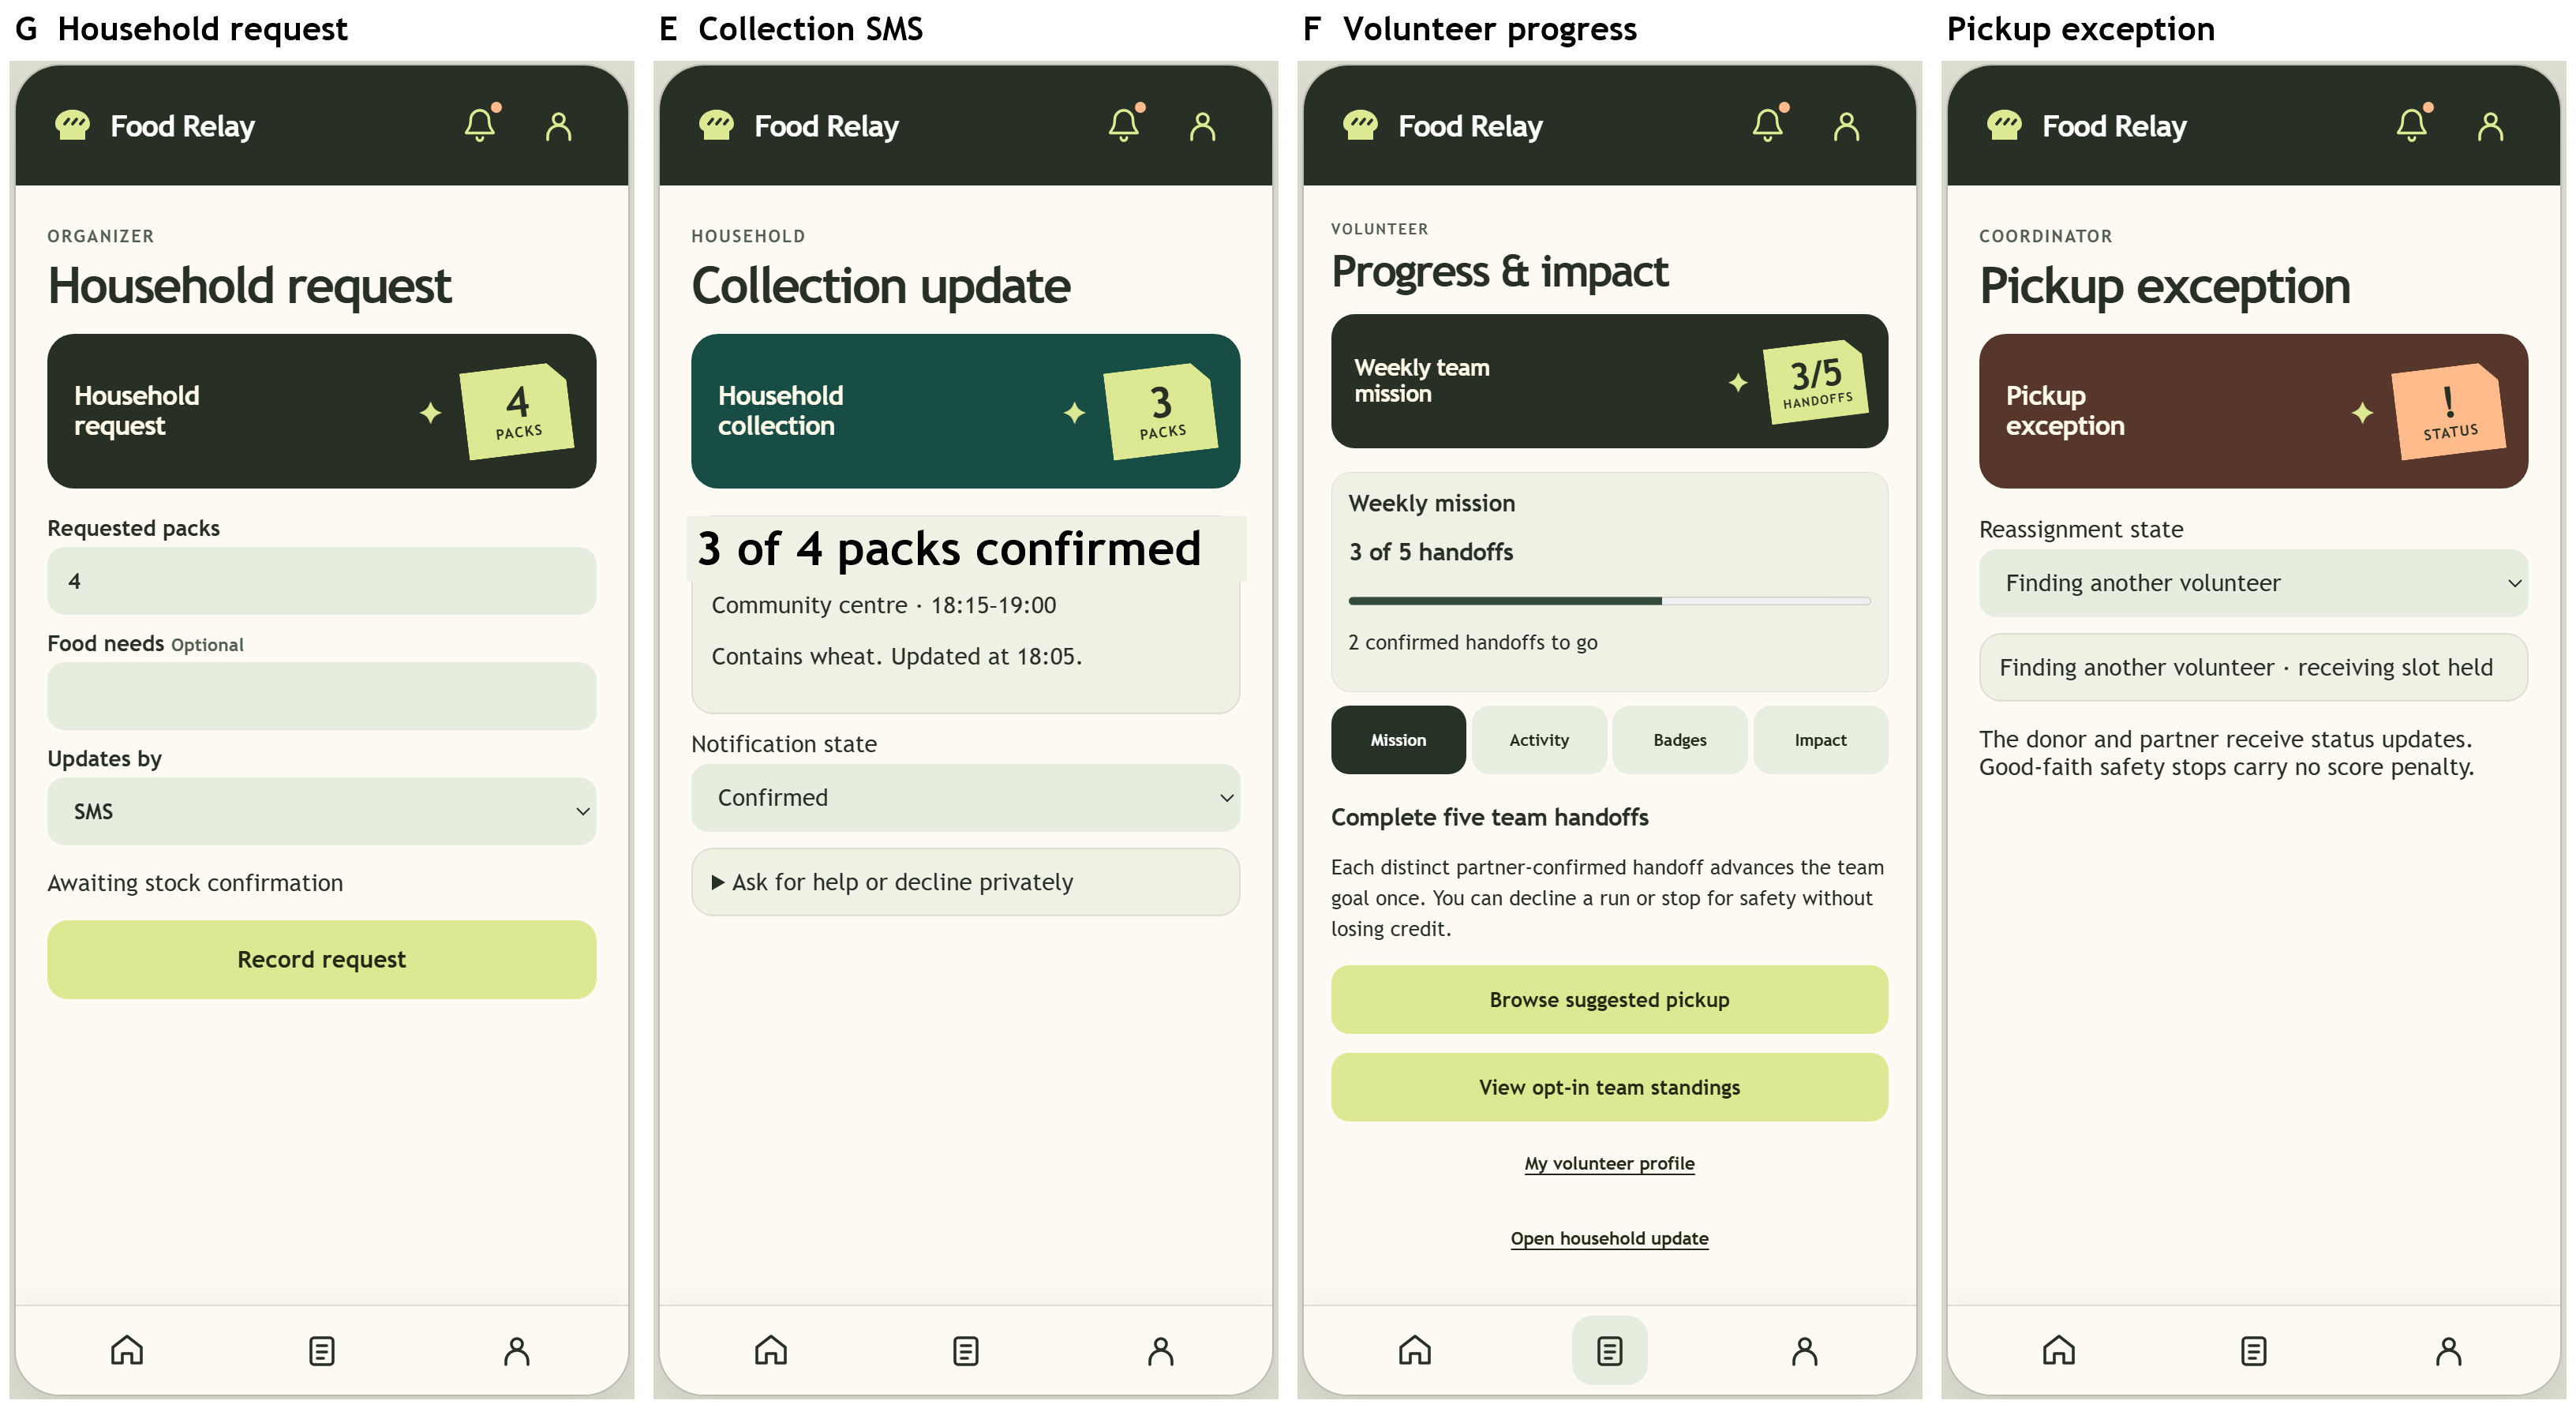 G Household request
Food Relay
ORGANIZER
Household request
Household
request
4
PACKS
Requested packs
4
Food needs Optional
Updates by
SMS
Awaiting stock confirmation
Record request
E Collection SMS
Food Relay
HOUSEHOLD
Collection update
Household
collection
3
PACKS
3 of 4 packs confirmed
Community centre · 18:15–19:00
Contains wheat. Updated at 18:05.
Notification state
Confirmed
Ask for help or decline privately
F Volunteer progress
Food Relay
VOLUNTEER
Progress & impact
Weekly team
mission
3/5
HANDOFFS
Weekly mission
3 of 5 handoffs
2 confirmed handoffs to go
Mission Activity Badges Impact
Complete five team handoffs
Each distinct partner-confirmed handoff advances the team
goal once. You can decline a run or stop for safety without
losing credit.
Browse suggested pickup
View opt-in team standings
My volunteer profile
Open household update
Pickup exception
Food Relay
COORDINATOR
Pickup exception
Pickup
exception
!
STATUS
Reassignment state
Finding another volunteer
Finding another volunteer · receiving slot held
The donor and partner receive status updates.
Good-faith safety stops carry no score penalty.